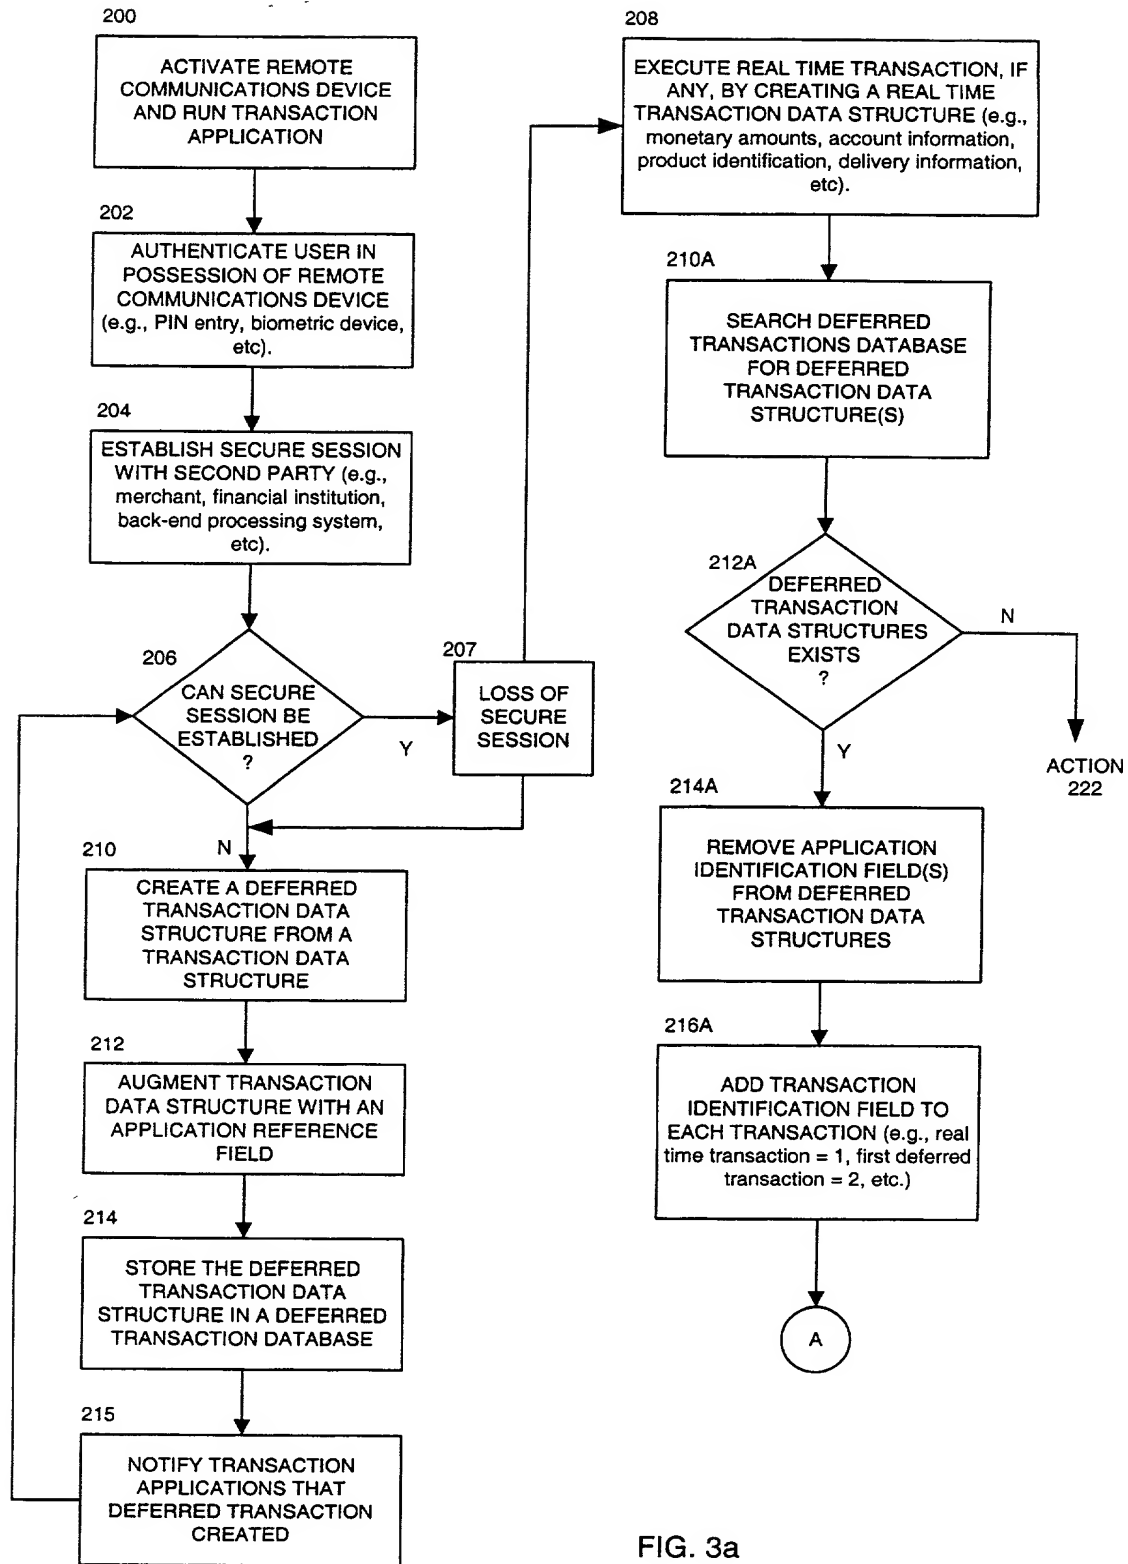 200
ACTIVATE REMOTE
COMMUNICATIONS DEVICE
AND RUN TRANSACTION
APPLICATION
202
AUTHENTICATE USER IN
POSSESSION OF REMOTE
COMMUNICATIONS DEVICE
(e.g., PIN entry, biometric device,
etc).
204
ESTABLISH SECURE SESSION
WITH SECOND PARTY (e.g.,
merchant, financial institution,
back-end processing system,
etc).
206
CAN SECURE
SESSION BE
ESTABLISHED
?
Y
N
207
LOSS OF
SECURE
SESSION
210
CREATE A DEFERRED
TRANSACTION DATA
STRUCTURE FROM A
TRANSACTION DATA
STRUCTURE
212
AUGMENT TRANSACTION
DATA STRUCTURE WITH AN
APPLICATION REFERENCE
FIELD
214
STORE THE DEFERRED
TRANSACTION DATA
STRUCTURE IN A DEFERRED
TRANSACTION DATABASE
215
NOTIFY TRANSACTION
APPLICATIONS THAT
DEFERRED TRANSACTION
CREATED
208
EXECUTE REAL TIME TRANSACTION, IF
ANY, BY CREATING A REAL TIME
TRANSACTION DATA STRUCTURE (e.g.,
monetary amounts, account information,
product identification, delivery information,
etc).
210A
SEARCH DEFERRED
TRANSACTIONS DATABASE
FOR DEFERRED
TRANSACTION DATA
STRUCTURE(S)
212A
DEFERRED
TRANSACTION
DATA STRUCTURES
EXISTS
?
N
Y
ACTION
222
214A
REMOVE APPLICATION
IDENTIFICATION FIELD(S)
FROM DEFERRED
TRANSACTION DATA
STRUCTURES
216A
ADD TRANSACTION
IDENTIFICATION FIELD TO
EACH TRANSACTION (e.g., real
time transaction = 1, first deferred
transaction = 2, etc.)
A
FIG. 3a